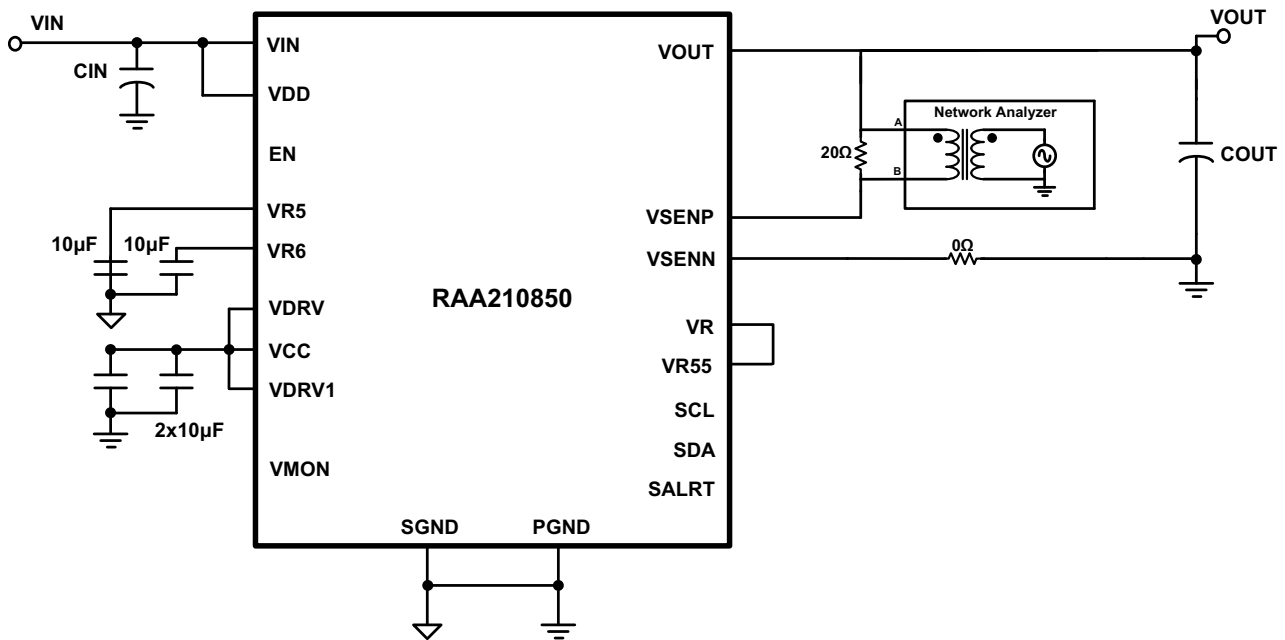 VIN
VOUT
CIN
VIN
VDD
EN
VR5
VR6
VDRV
VCC
VDRV1
VMON
10µF
10µF
2x10µF
RAA210850
SGND
PGND
VOUT
VSENP
VSENN
VR
VR55
SCL
SDA
SALRT
20Ω
A
B
Network Analyzer
0Ω
COUT